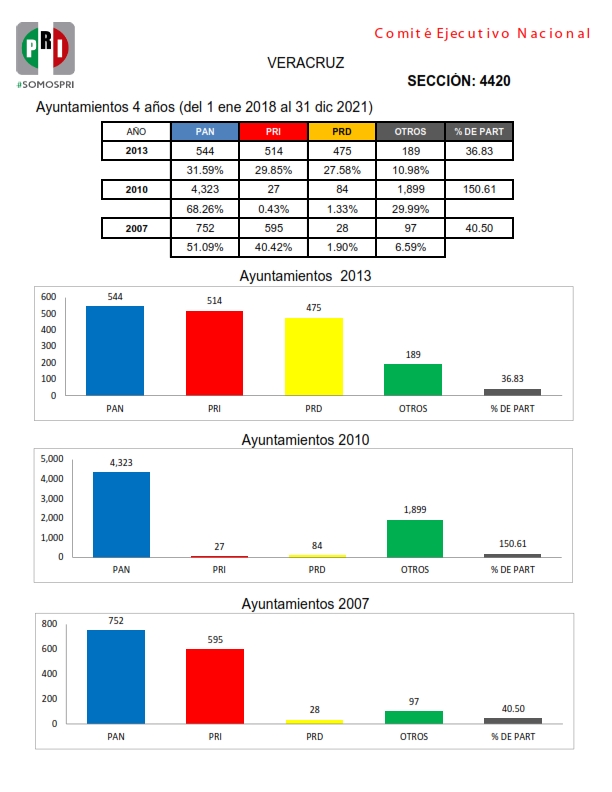 Comité Ejecutivo Nacional
PRI
#SOMOSPRI
VERACRUZ
SECCIÓN: 4420
Ayuntamientos 4 años (del 1 ene 2018 al 31 dic 2021)
AÑO PAN PRI PRD OTROS % DE PART
2013 544 514 475 189 36.83
31.59% 29.85% 27.58% 10.98%
2010 4,323 27 84 1,899 150.61
68.26% 0.43% 1.33% 29.99%
2007 752 595 28 97 40.50
51.09% 40.42% 1.90% 6.59%
Ayuntamientos 2013
600
500
400
300
200
100
0
544 514 475 189 36.83
PAN PRI PRD OTROS % DE PART
Ayuntamientos 2010
5,000
4,000
3,000
2,000
1,000
0
4,323 27 84 1,899 150.61
PAN PRI PRD OTROS % DE PART
Ayuntamientos 2007
800
600
400
200
0
752 595 28 97 40.50
PAN PRI PRD OTROS % DE PART